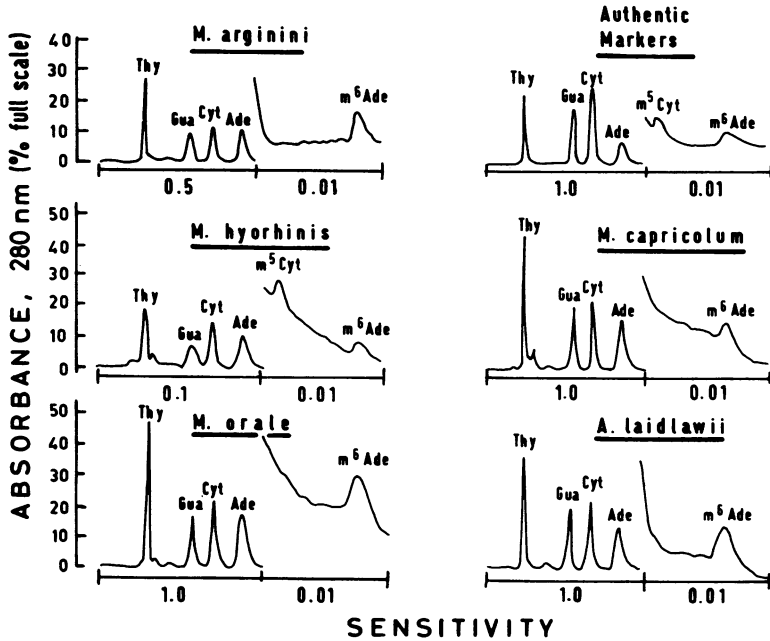 ABSORBANCE, 280 nm (% full scale)
M. arginini
40
30
20
10
0
Thy
Gua
Cyt
Ade
m6Ade
0.5
0.01
Authentic
Markers
Thy
Gua
Cyt
Ade
m5Cyt
m6Ade
1.0
0.01
M. hyorhinis
50
40
30
20
10
0
Thy
Gua
Cyt
Ade
m5Cyt
m6Ade
0.1
0.01
M. capricolum
Thy
Gua
Cyt
Ade
m6Ade
1.0
0.01
M. orale
50
40
30
20
10
0
Thy
Gua
Cyt
Ade
m6Ade
1.0
0.01
A. laidlawii
Thy
Gua
Cyt
Ade
m6Ade
1.0
0.01
SENSITIVITY